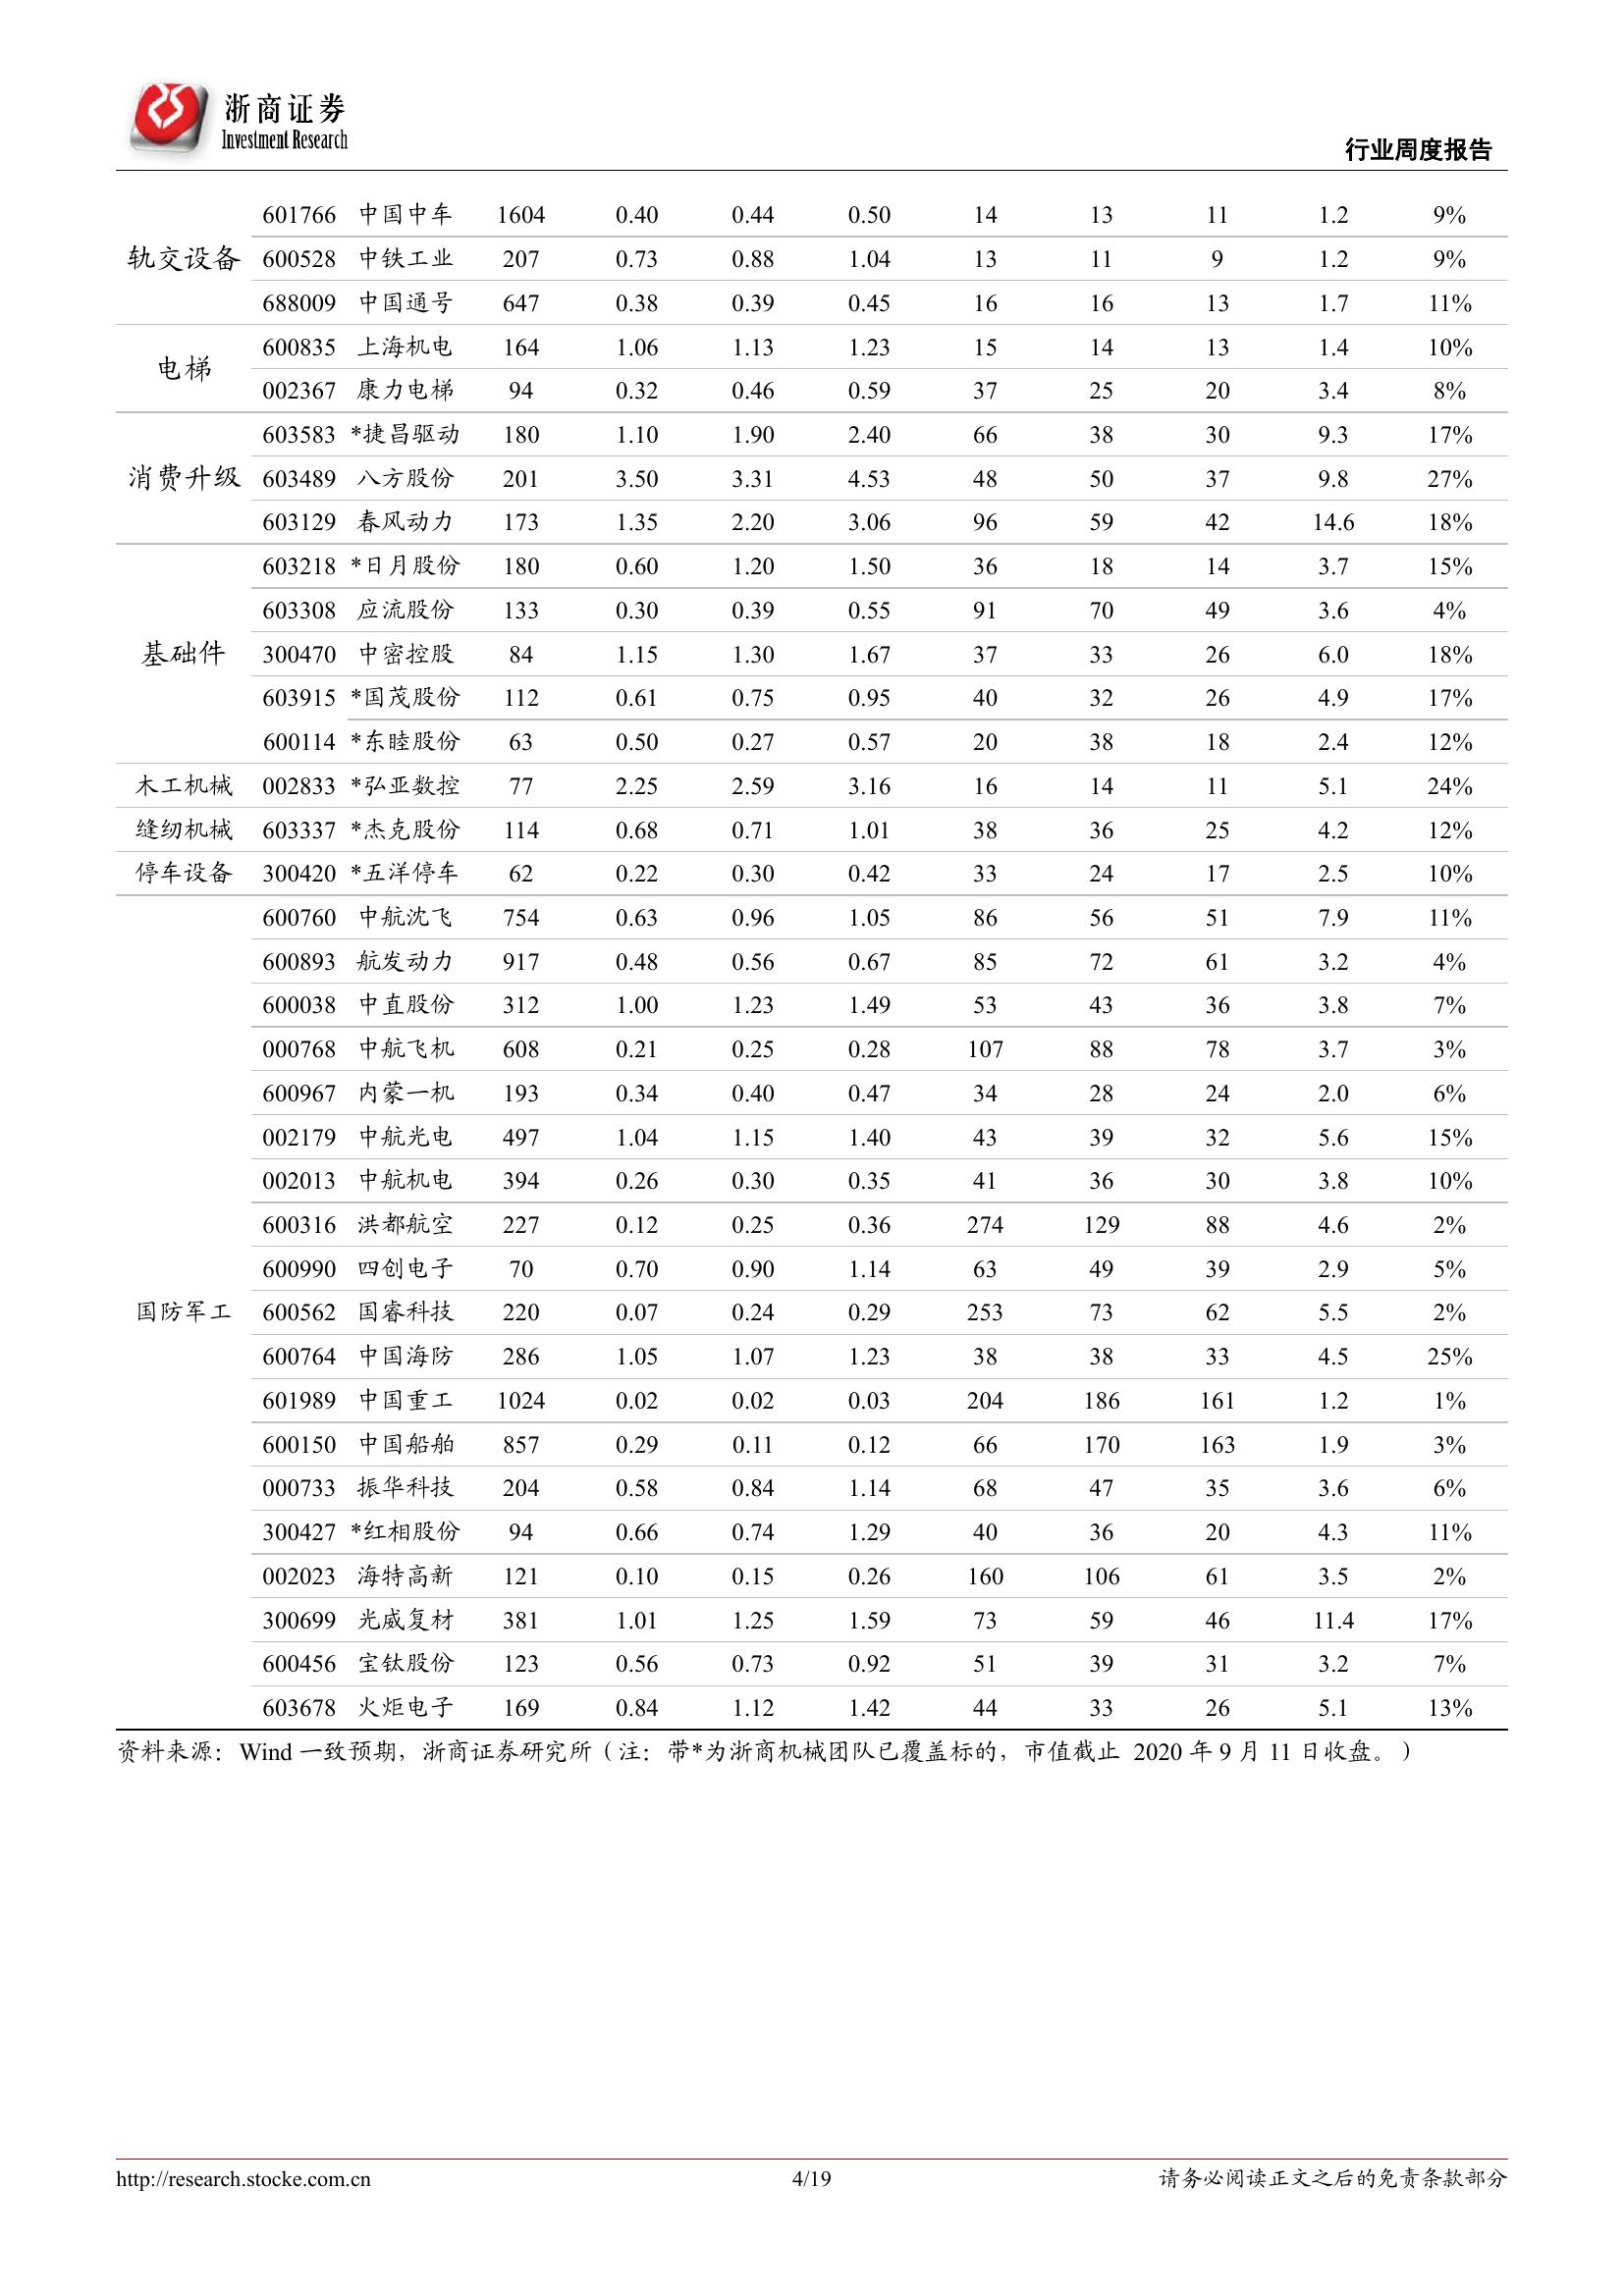 浙商证券
Investment Research
行业周度报告
601766 中国中车 1604 0.40 0.44 0.50 14 13 11 1.2 9%
轨交设备 600528 中铁工业 207 0.73 0.88 1.04 13 11 9 1.2 9%
688009 中国通号 647 0.38 0.39 0.45 16 16 13 1.7 11%
电梯
600835 上海机电 164 1.06 1.13 1.23 15 14 13 1.4 10%
002367 康力电梯 94 0.32 0.46 0.59 37 25 20 3.4 8%
603583 *捷昌驱动 180 1.10 1.90 2.40 66 38 30 9.3 17%
消费升级 603489 八方股份 201 3.50 3.31 4.53 48 50 37 9.8 27%
603129 春风动力 173 1.35 2.20 3.06 96 59 42 14.6 18%
603218 *日月股份 180 0.60 1.20 1.50 36 18 14 3.7 15%
603308 应流股份 133 0.30 0.39 0.55 91 70 49 3.6 4%
基础件 300470 中密控股 84 1.15 1.30 1.67 37 33 26 6.0 18%
603915 *国茂股份 112 0.61 0.75 0.95 40 32 26 4.9 17%
600114 *东睦股份 63 0.50 0.27 0.57 20 38 18 2.4 12%
木工机械 002833 *弘亚数控 77 2.25 2.59 3.16 16 14 11 5.1 24%
缝纫机械 603337 *杰克股份 114 0.68 0.71 1.01 38 36 25 4.2 12%
停车设备 300420 *五洋停车 62 0.22 0.30 0.42 33 24 17 2.5 10%
600760 中航沈飞 754 0.63 0.96 1.05 86 56 51 7.9 11%
600893 航发动力 917 0.48 0.56 0.67 85 72 61 3.2 4%
600038 中直股份 312 1.00 1.23 1.49 53 43 36 3.8 7%
000768 中航飞机 608 0.21 0.25 0.28 107 88 78 3.7 3%
600967 内蒙一机 193 0.34 0.40 0.47 34 28 24 2.0 6%
002179 中航光电 497 1.04 1.15 1.40 43 39 32 5.6 15%
002013 中航机电 394 0.26 0.30 0.35 41 36 30 3.8 10%
600316 洪都航空 227 0.12 0.25 0.36 274 129 88 4.6 2%
600990 四创电子 70 0.70 0.90 1.14 63 49 39 2.9 5%
国防军工 600562 国睿科技 220 0.07 0.24 0.29 253 73 62 5.5 2%
600764 中国海防 286 1.05 1.07 1.23 38 38 33 4.5 25%
601989 中国重工 1024 0.02 0.02 0.03 204 186 161 1.2 1%
600150 中国船舶 857 0.29 0.11 0.12 66 170 163 1.9 3%
000733 振华科技 204 0.58 0.84 1.14 68 47 35 3.6 6%
300427 *红相股份 94 0.66 0.74 1.29 40 36 20 4.3 11%
002023 海特高新 121 0.10 0.15 0.26 160 106 61 3.5 2%
300699 光威复材 381 1.01 1.25 1.59 73 59 46 11.4 17%
600456 宝钛股份 123 0.56 0.73 0.92 51 39 31 3.2 7%
603678 火炬电子 169 0.84 1.12 1.42 44 33 26 5.1 13%
资料来源：Wind 一致预期，浙商证券研究所（注：带*为浙商机械团队已覆盖标的，市值截止 2020 年 9 月 11 日收盘。）
http://research.stocke.com.cn 4/19 请务必阅读正文之后的免责条款部分